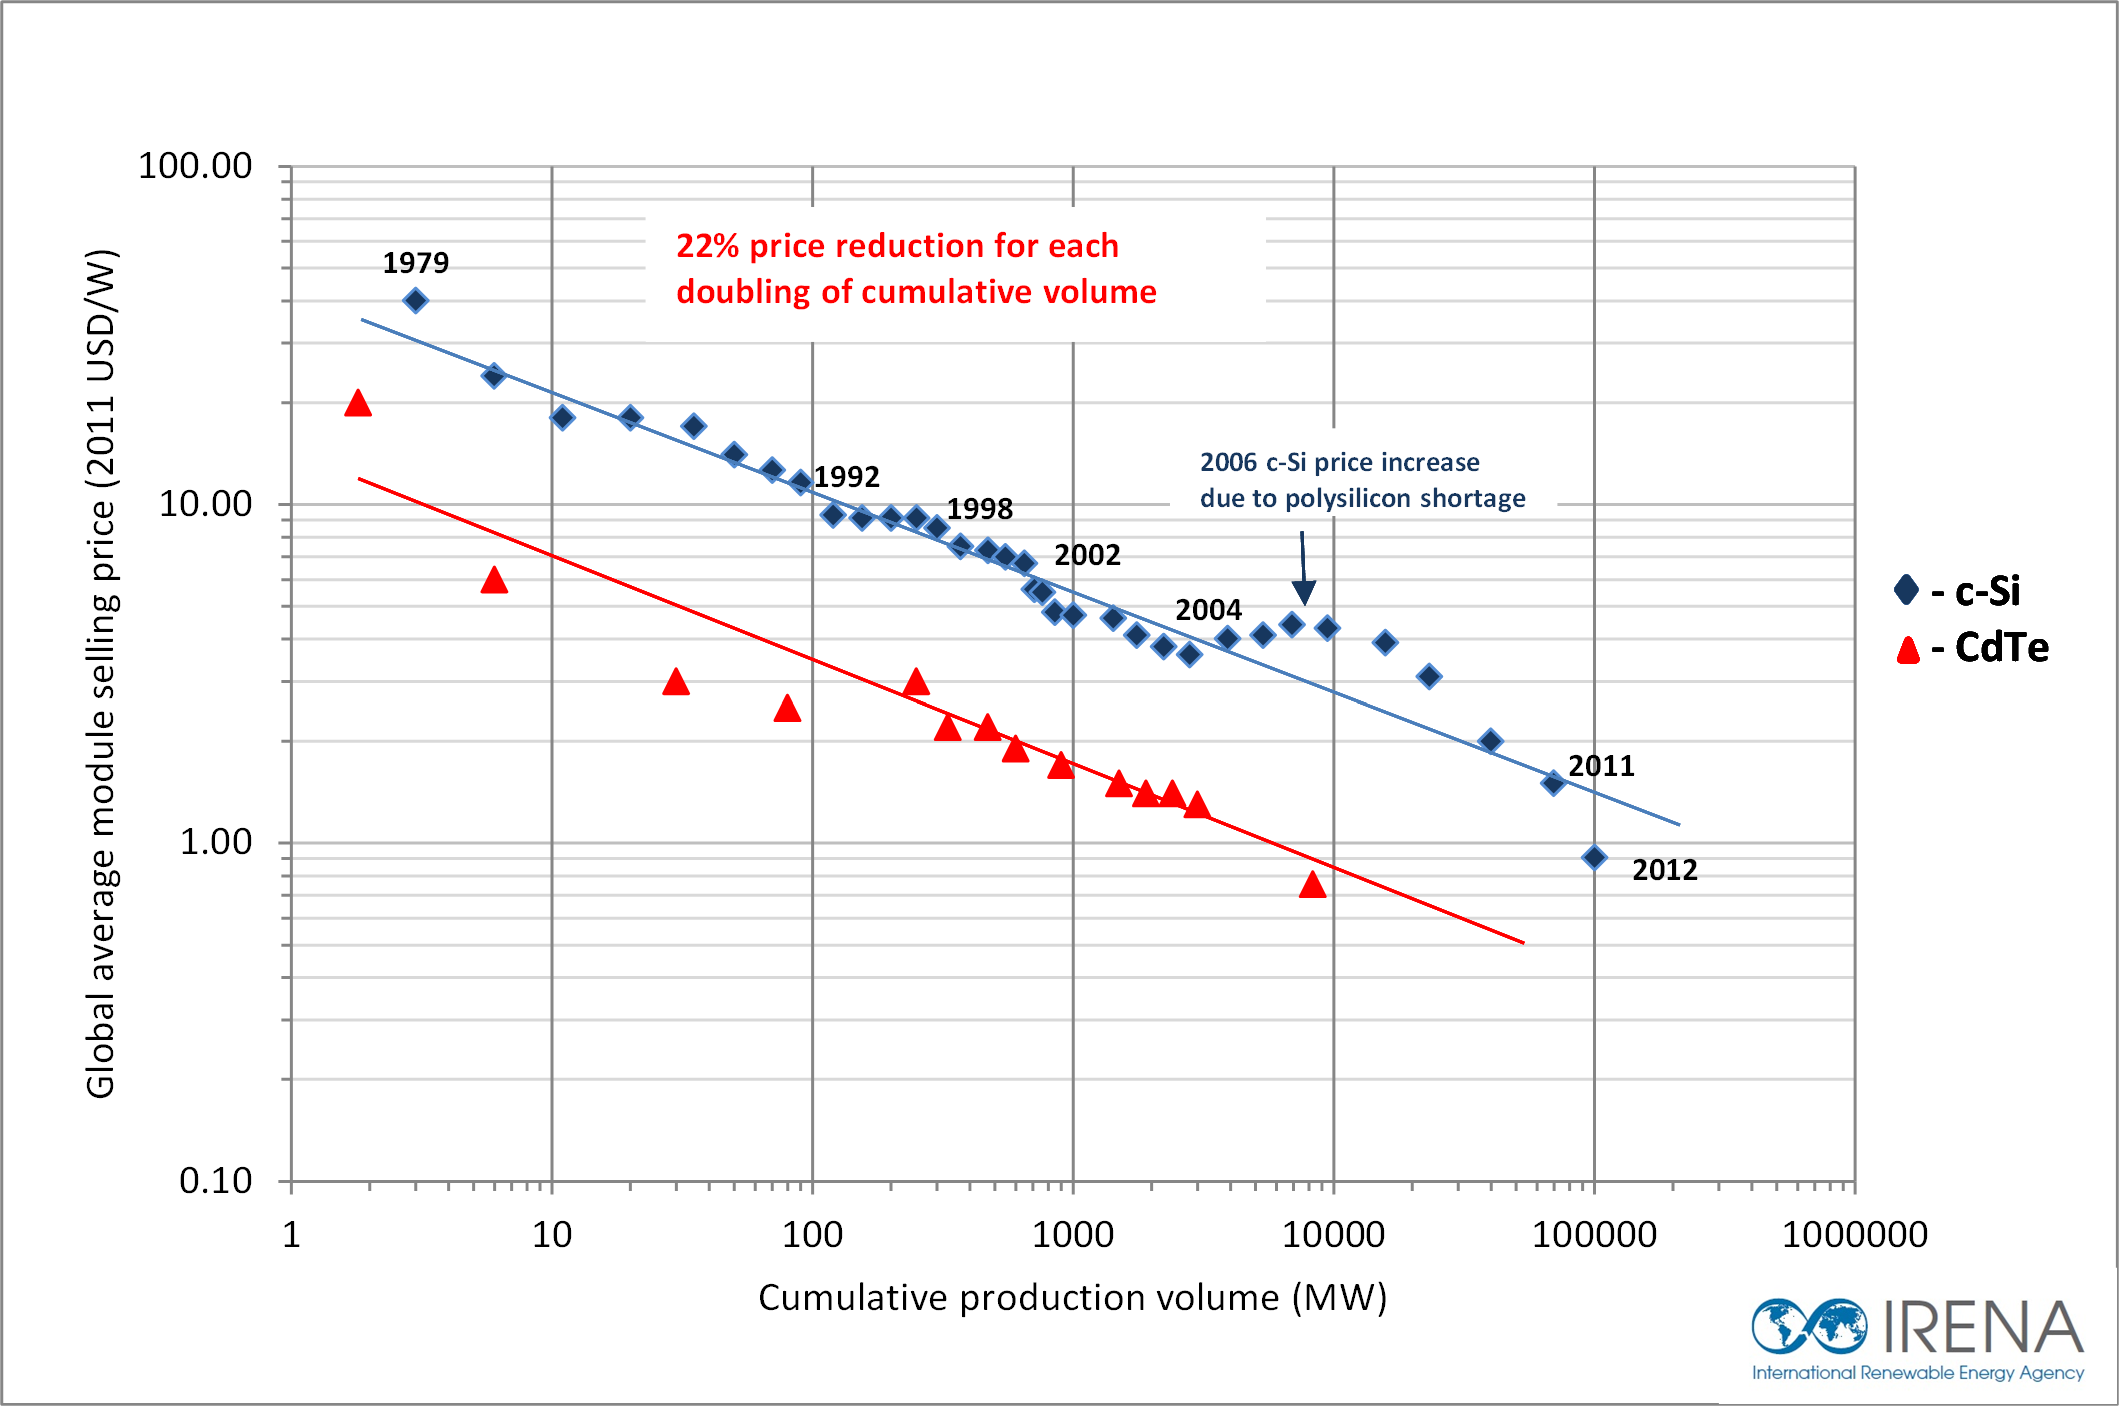 Global average module selling price (2011 USD/W)
100.00
10.00
1.00
0.10
22% price reduction for each
doubling of cumulative volume
1979
1992
1998
2002
2004
2006 c-Si price increase
due to polysilicon shortage
2011
2012
- c-Si
- CdTe
1
10
100
1000
10000
100000
1000000
Cumulative production volume (MW)
IRENA
International Renewable Energy Agency